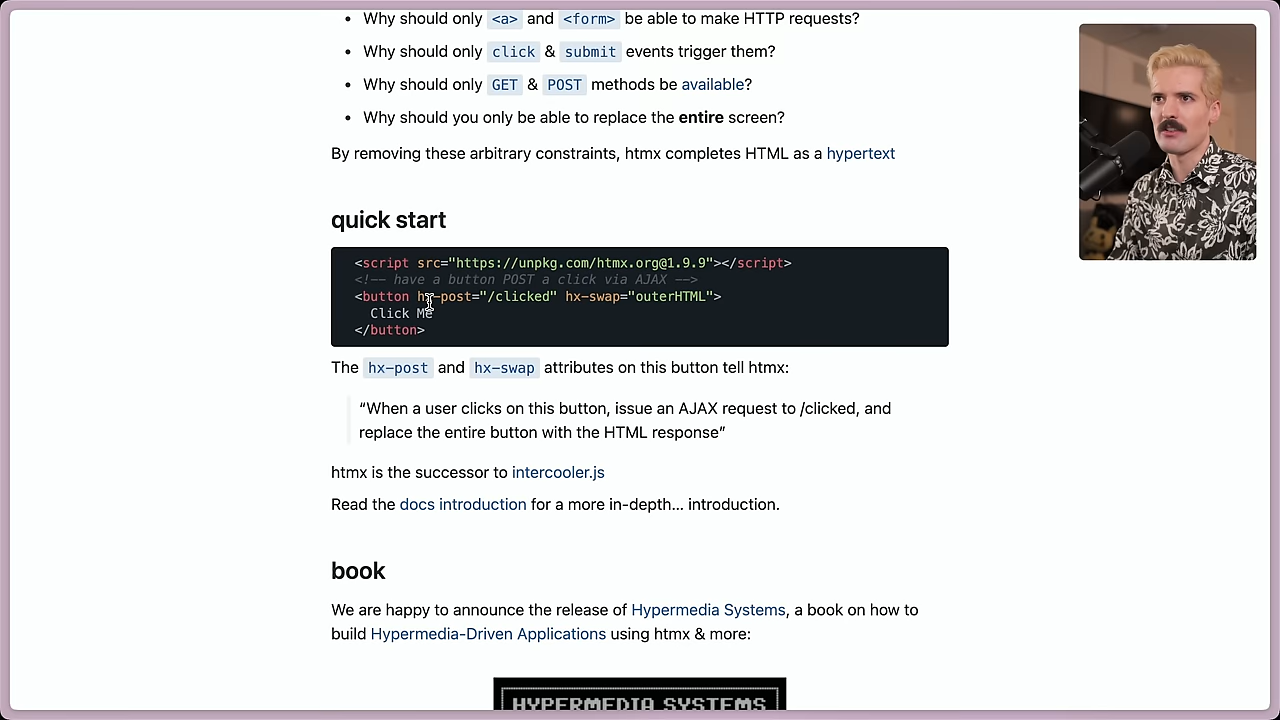 Why should only <a> and <form> be able to make HTTP requests?
Why should only click & submit events trigger them?
Why should only GET & POST methods be available?
Why should you only be able to replace the entire screen?
By removing these arbitrary constraints, htmx completes HTML as a hypertext
quick start
<script src="https://unpkg.com/htmx.org@1.9.9"></script>
<!-- have a button POST a click via AJAX -->
<button hx-post="/clicked" hx-swap="outerHTML">
Click Me
</button>
The hx-post and hx-swap attributes on this button tell htmx:
“When a user clicks on this button, issue an AJAX request to /clicked, and
replace the entire button with the HTML response”
htmx is the successor to intercooler.js
Read the docs introduction for a more in-depth... introduction.
book
We are happy to announce the release of Hypermedia Systems, a book on how to
build Hypermedia-Driven Applications using htmx & more:
HYPERMEDIA SYSTEMS